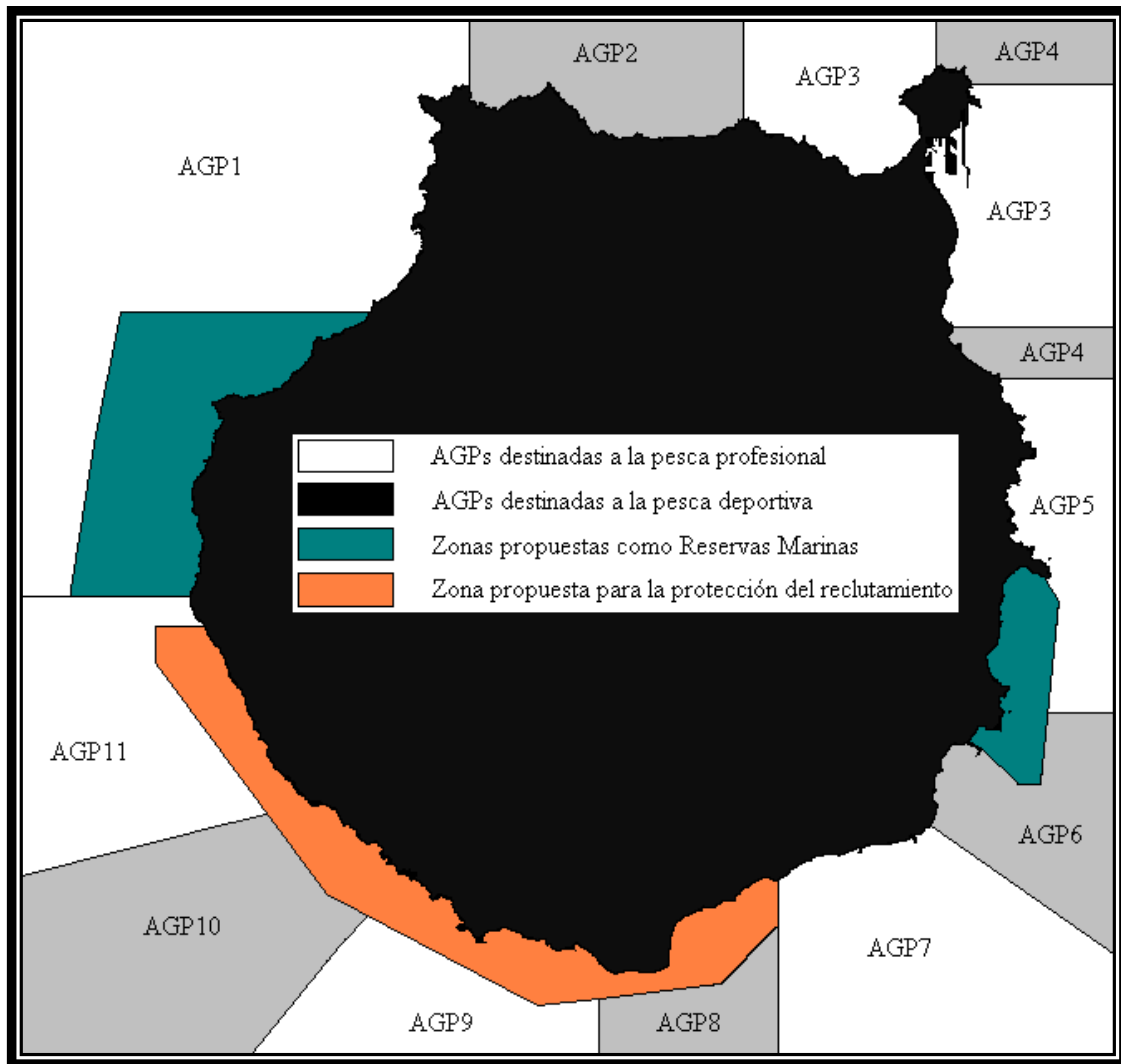 AGP2
AGP4
AGP3
AGP1
AGP3
AGP4
AGPs destinadas a la pesca profesional
AGPs destinadas a la pesca deportiva
AGP5
Zonas propuestas como Reservas Marinas
Zona propuesta para la protección del reclutamiento
AGP11
AGP6
AGP10
AGP7
AGP9
AGP8